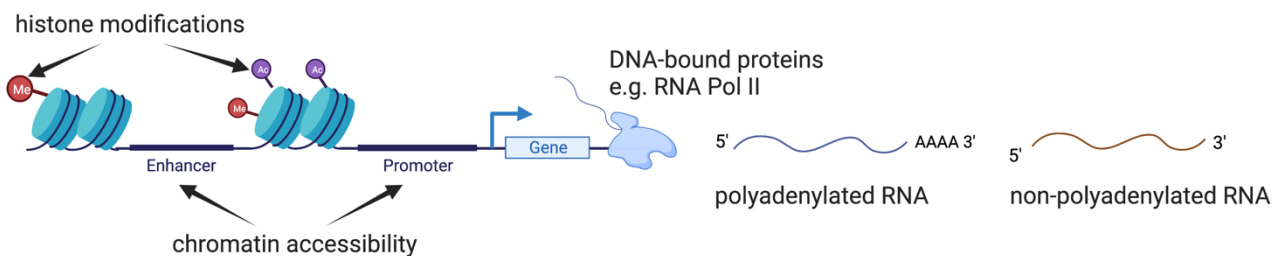 histone modifications
Me
Ac
Ac
Me
DNA-bound proteins
e.g. RNA Pol II
Enhancer
Promoter
Gene
5'
AAAA 3'
5'
3'
polyadenylated RNA
non-polyadenylated RNA
chromatin accessibility